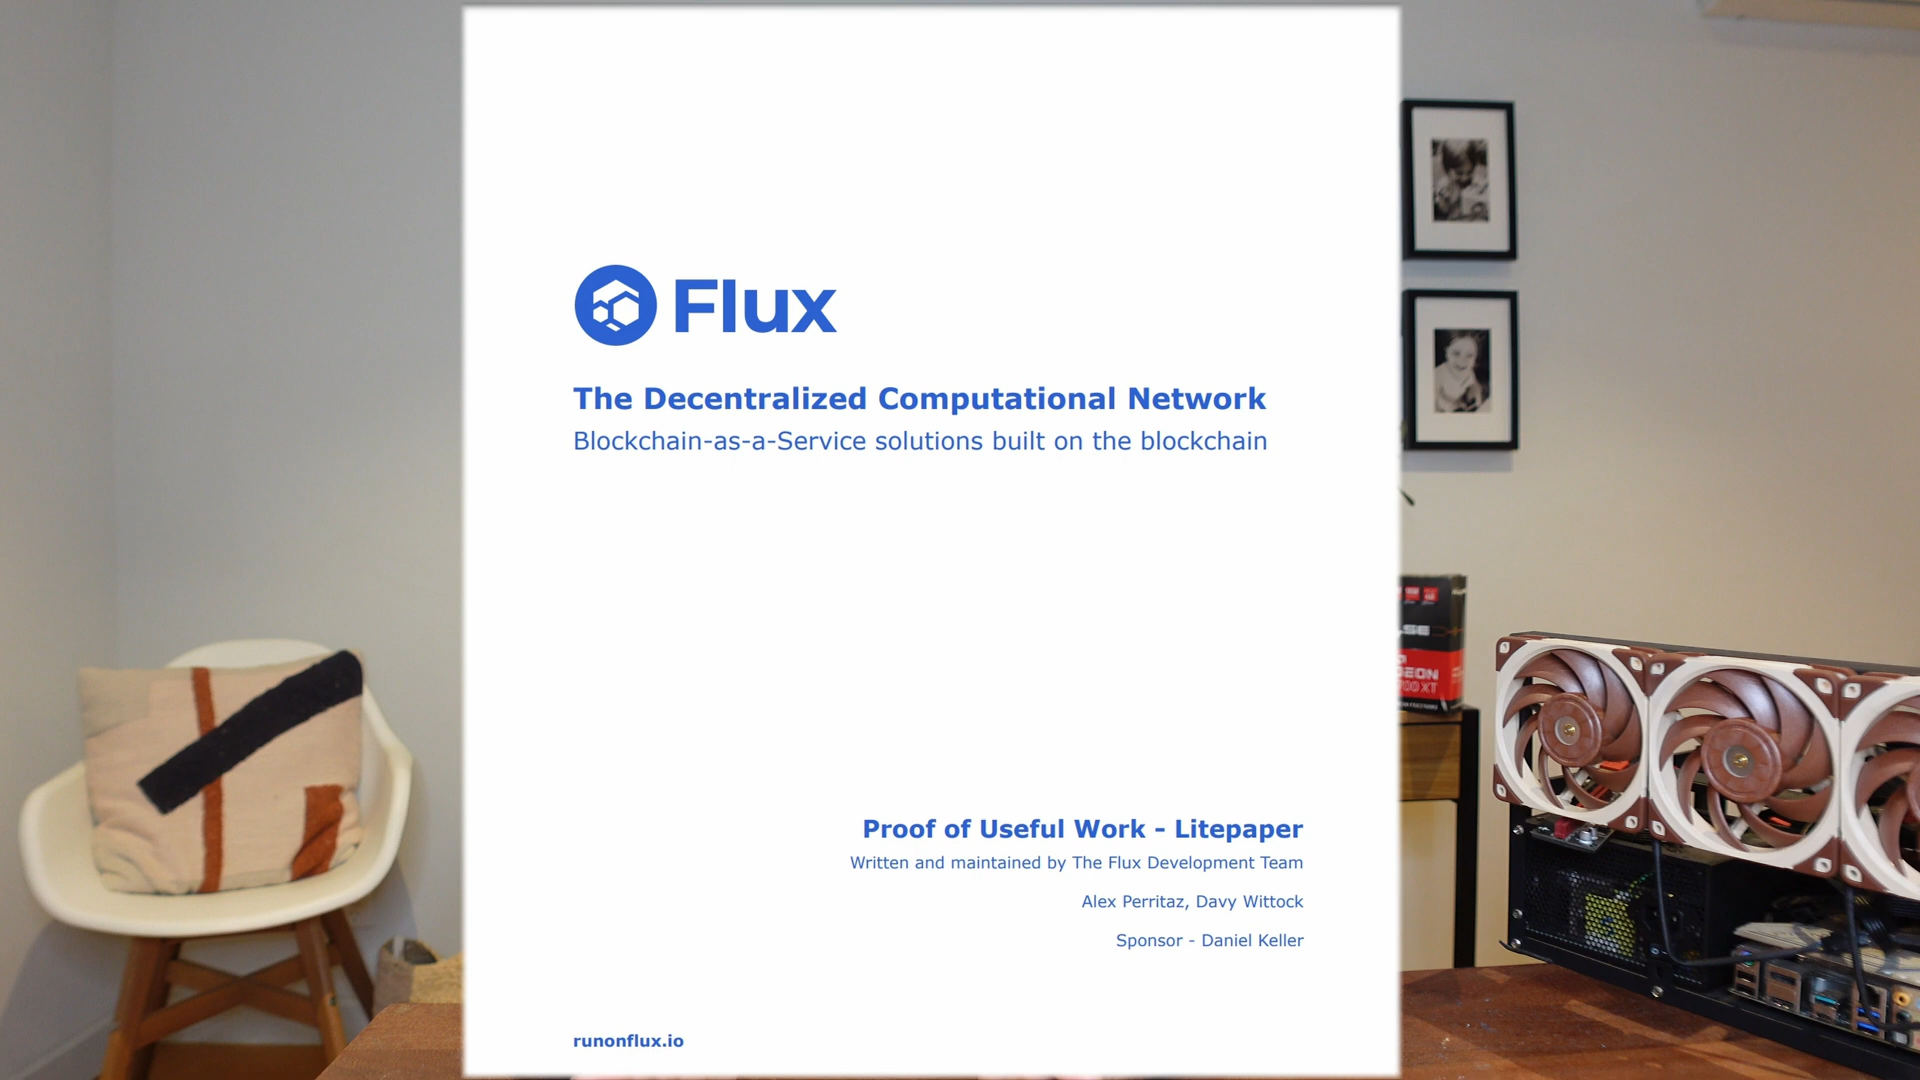 Flux
The Decentralized Computational Network
Blockchain-as-a-Service solutions built on the blockchain
Proof of Useful Work - Litepaper
Written and maintained by The Flux Development Team
Alex Perritaz, Davy Wittock
Sponsor - Daniel Keller
runonflux.io